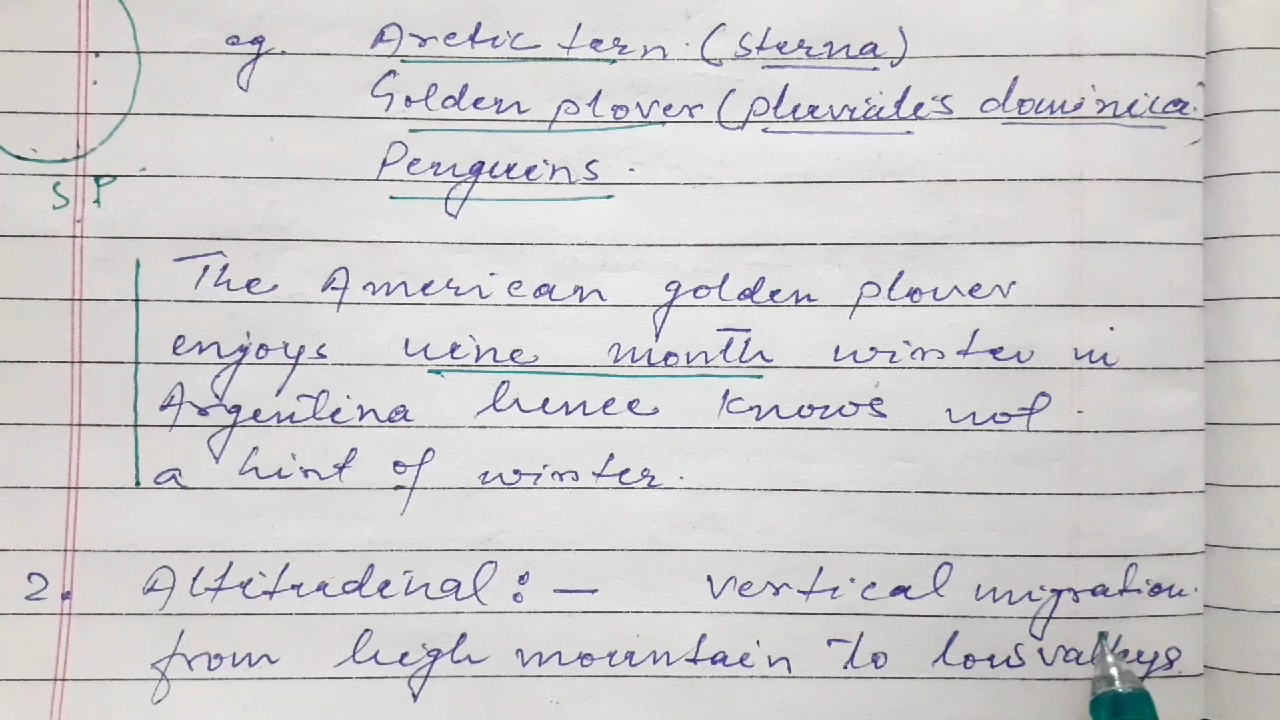 eg. Arctic tern. (Sterna)
Golden plover (pluvialis dominica.)
Penguins.
S P
The American golden plover
enjoys nine month winter in
Argentina hence knows not
a hint of winter.
2. Altitudinal :- vertical migration.
from high mountain to low valleys.